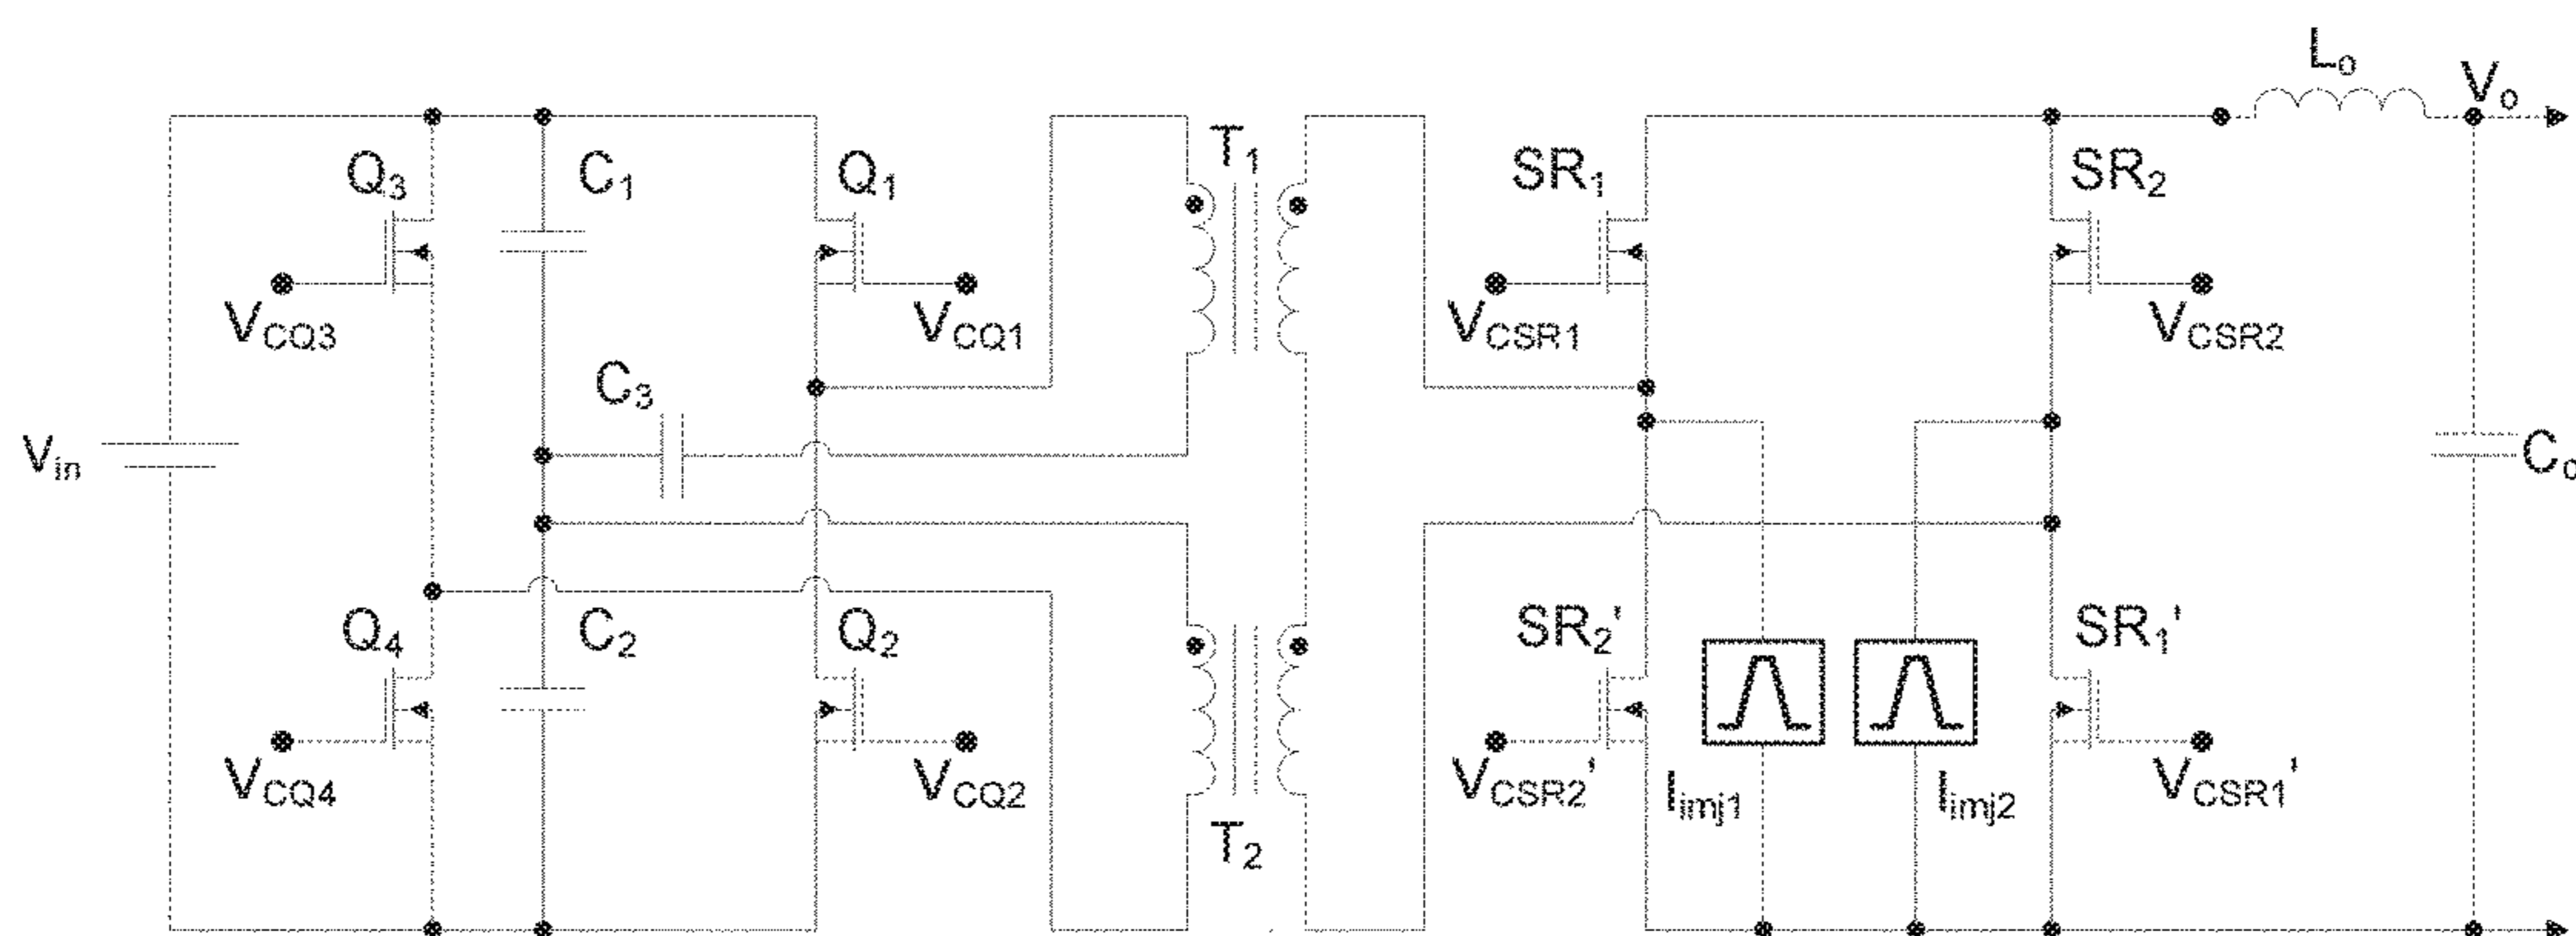 Lo
Vo
T1
Q3
C1
Q1
SR1
SR2
VCQ3
VCQ1
VCSR1
VCSR2
C3
Vin
Co
Q4
C2
Q2
SR2'
SR1'
VCQ4
VCQ2
VCSR2'
Iimj1
Iimj2
VCSR1'
T2